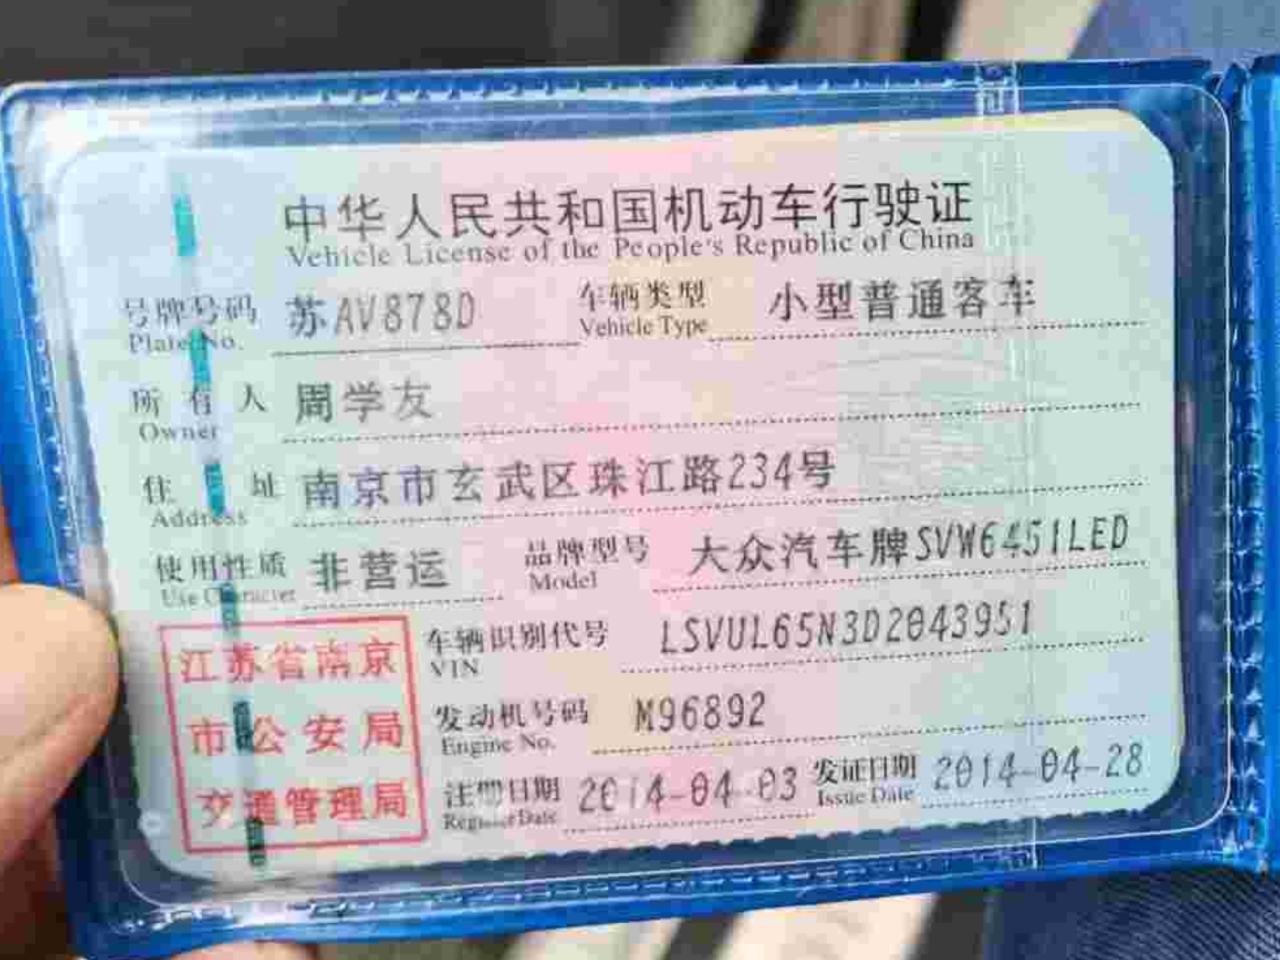 中华人民共和国机动车行驶证
Vehicle License of the People's Republic of China
号牌号码 苏AV878D 车辆类型 小型普通客车
Plate No. Vehicle Type
所有人 周学友
Owner
住址 南京市玄武区珠江路234号
Address
使用性质 非营运 品牌型号 大众汽车牌SVW6451LED
Use Character Model
车辆识别代号 LSVUL65N3D2043951
VIN
发动机号码 M96892
Engine No.
注册日期 2014-04-03 发证日期 2014-04-28
Register Date Issue Date
江苏省南京
市公安局
交通管理局